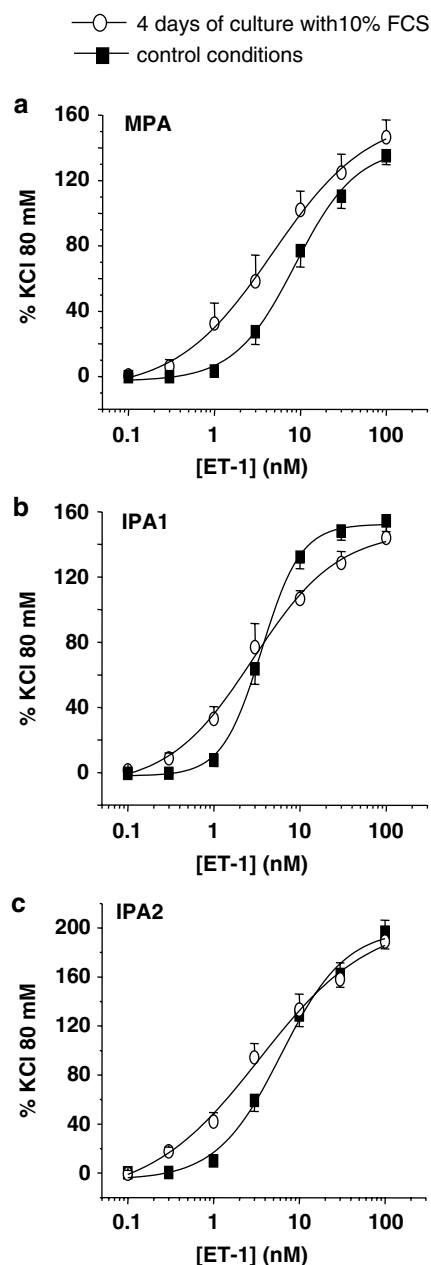 4 days of culture with10% FCS
control conditions
a
MPA
% KCl 80 mM
160
120
80
40
0
0.1 1 10 100
[ET-1] (nM)
b
IPA1
% KCl 80 mM
160
120
80
40
0
0.1 1 10 100
[ET-1] (nM)
c
IPA2
% KCl 80 mM
200
160
120
80
40
0
0.1 1 10 100
[ET-1] (nM)